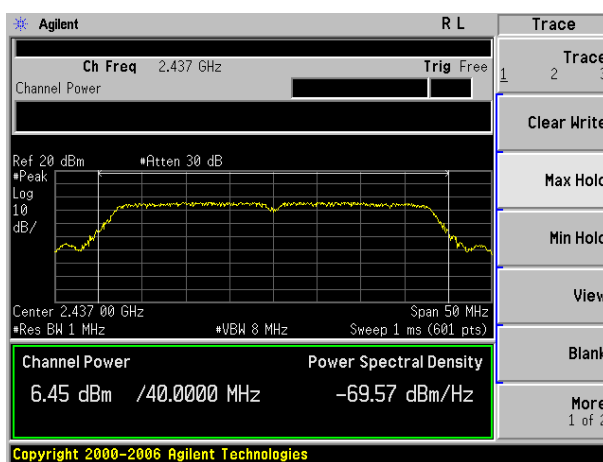 Agilent R L Trace
Ch Freq 2.437 GHz Trig Free
Channel Power
Trace
1 2 3
Clear Write
Max Hold
Min Hold
View
Blank
More
1 of 2
Ref 20 dBm #Atten 30 dB
#Peak
Log
10
dB/
Center 2.437 00 GHz Span 50 MHz
#Res BW 1 MHz #VBW 8 MHz Sweep 1 ms (601 pts)
Channel Power Power Spectral Density
6.45 dBm /40.0000 MHz -69.57 dBm/Hz
Copyright 2000-2006 Agilent Technologies